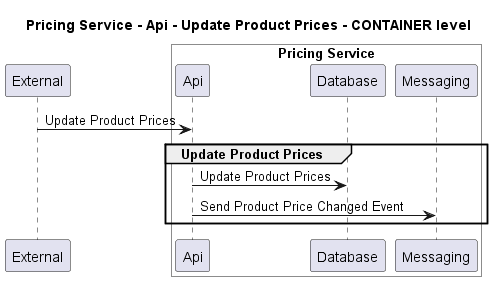 Pricing Service - Api - Update Product Prices - CONTAINER level
Pricing Service
External Api Database Messaging
Update Product Prices
Update Product Prices
Update Product Prices
Send Product Price Changed Event
External Api Database Messaging